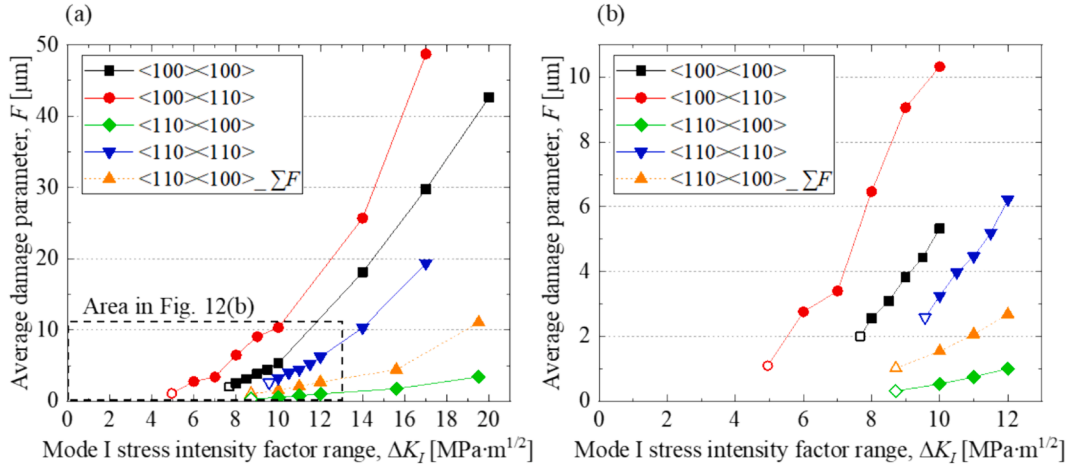 (a)
50
40
30
20
10
0
Average damage parameter, F [μm]
<100><100>
<100><110>
<110><100>
<110><110>
<110><100>_∑F
Area in Fig. 12(b)
0 2 4 6 8 10 12 14 16 18 20
Mode I stress intensity factor range, ΔK_I [MPa·m^1/2]
(b)
10
8
6
4
2
0
Average damage parameter, F [μm]
<100><100>
<100><110>
<110><100>
<110><110>
<110><100>_∑F
0 2 4 6 8 10 12
Mode I stress intensity factor range, ΔK_I [MPa·m^1/2]